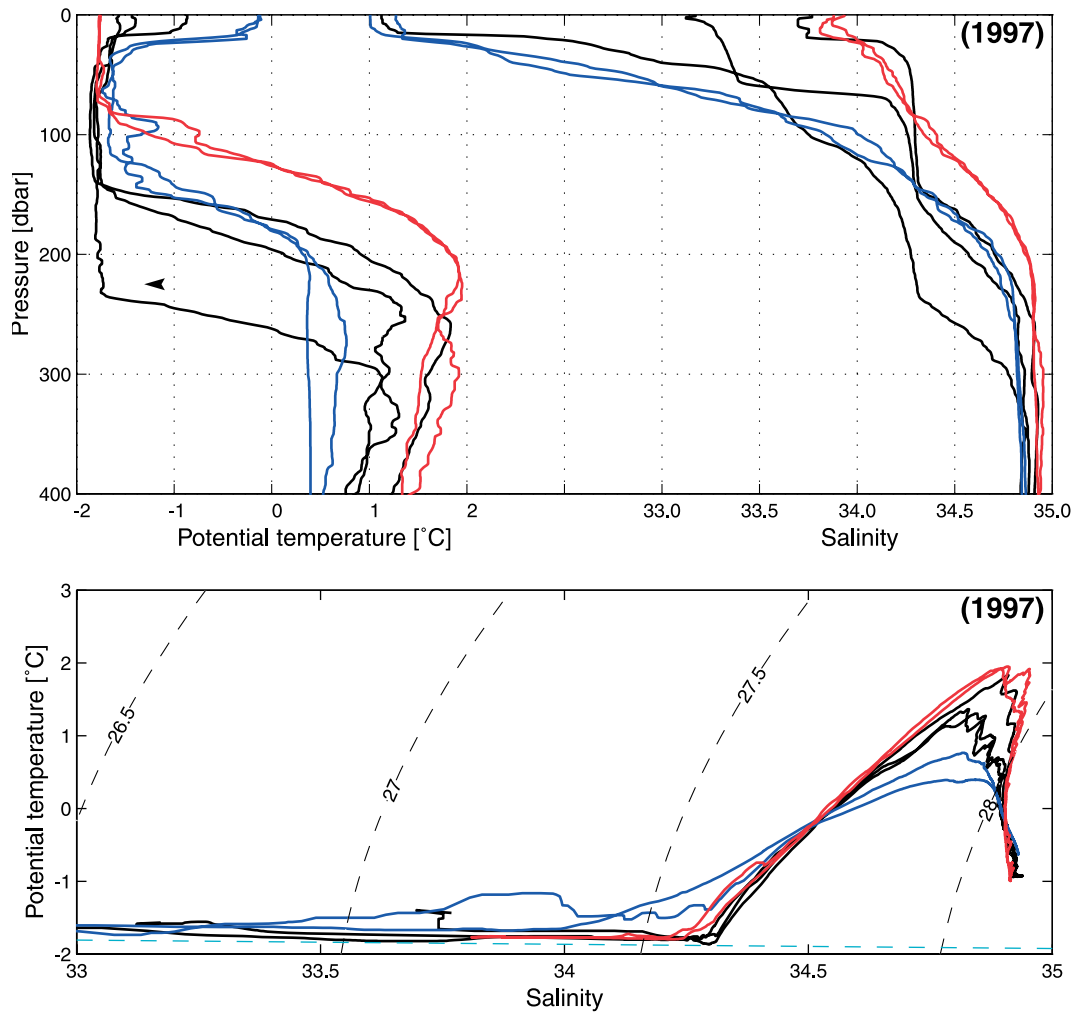 0
(1997)
100
200
300
400
Pressure [dbar]
-2 -1 0 1 2 33.0 33.5 34.0 34.5 35.0
Potential temperature [˚C] Salinity
3
(1997)
2
1
0
-1
-2
Potential temperature [˚C]
26.5
27
27.5
28
33 33.5 34 34.5 35
Salinity